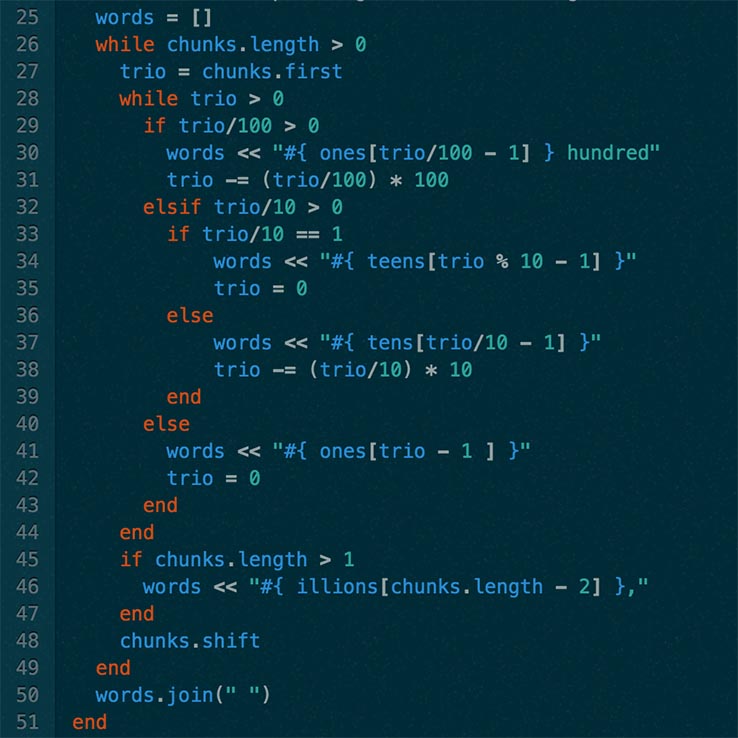 25 words = []
26 while chunks.length > 0
27 trio = chunks.first
28 while trio > 0
29 if trio/100 > 0
30 words << "#{ ones[trio/100 - 1] } hundred"
31 trio -= (trio/100) * 100
32 elsif trio/10 > 0
33 if trio/10 == 1
34 words << "#{ teens[trio % 10 - 1] }"
35 trio = 0
36 else
37 words << "#{ tens[trio/10 - 1] }"
38 trio -= (trio/10) * 10
39 end
40 else
41 words << "#{ ones[trio - 1 ] }"
42 trio = 0
43 end
44 end
45 if chunks.length > 1
46 words << "#{ illions[chunks.length - 2] },"
47 end
48 chunks.shift
49 end
50 words.join(" ")
51 end